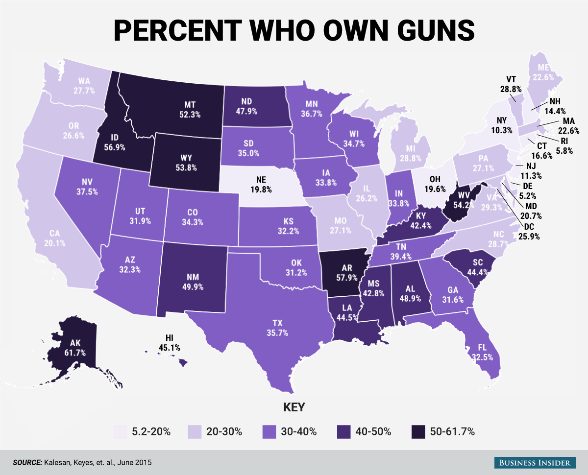 PERCENT WHO OWN GUNS
WA
27.7%
OR
26.6%
CA
20.1%
ID
56.9%
NV
37.5%
MT
52.3%
WY
53.8%
UT
31.9%
AZ
32.3%
CO
34.3%
NM
49.9%
ND
47.9%
SD
35.0%
NE
19.8%
KS
32.2%
OK
31.2%
TX
35.7%
MN
36.7%
IA
33.8%
MO
27.1%
AR
57.9%
LA
44.5%
WI
34.7%
IL
26.2%
MI
28.8%
IN
33.8%
OH
19.6%
KY
42.4%
TN
39.4%
MS
42.8%
AL
48.9%
GA
31.6%
FL
32.5%
SC
44.4%
NC
28.7%
VA
29.3%
WV
54.2%
PA
27.1%
NY
10.3%
VT
28.8%
ME
22.6%
NH
14.4%
MA
22.6%
RI
5.8%
CT
16.6%
NJ
11.3%
DE
5.2%
MD
20.7%
DC
25.9%
AK
61.7%
HI
45.1%
KEY
5.2-20%
20-30%
30-40%
40-50%
50-61.7%
SOURCE: Kalesan, Keyes, et. al., June 2015
BUSINESS INSIDER